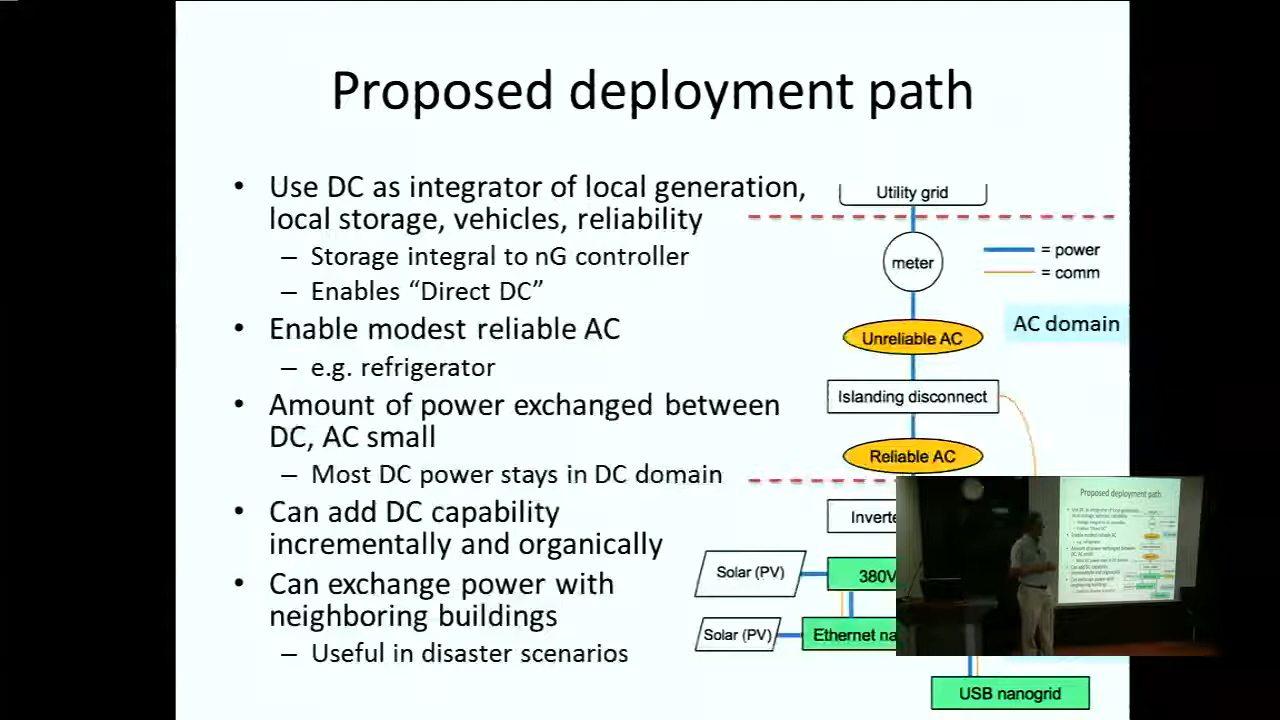 Proposed deployment path
• Use DC as integrator of local generation,
local storage, vehicles, reliability
– Storage integral to nG controller
– Enables “Direct DC”
• Enable modest reliable AC
– e.g. refrigerator
• Amount of power exchanged between
DC, AC small
– Most DC power stays in DC domain
• Can add DC capability
incrementally and organically
• Can exchange power with
neighboring buildings
– Useful in disaster scenarios
Utility grid
meter
= power
= comm
AC domain
Unreliable AC
Islanding disconnect
Reliable AC
Inverte
Solar (PV)
380V
Solar (PV)
Ethernet na
USB nanogrid
Proposed deployment path